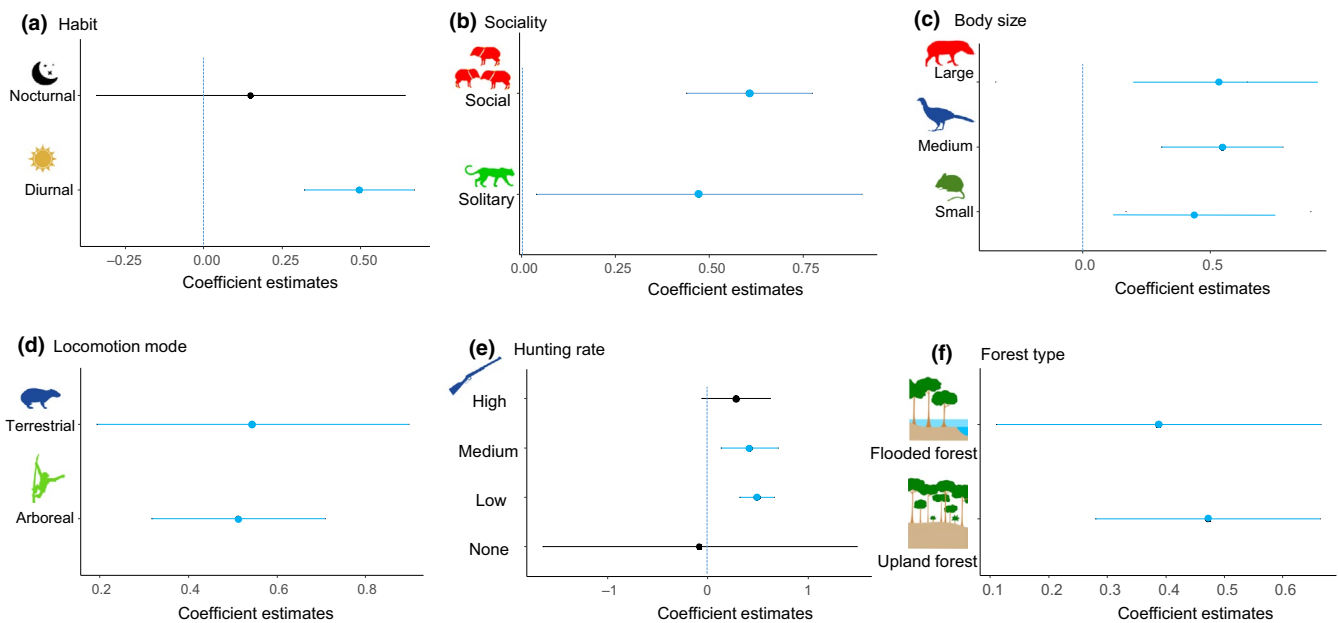 (a) Habit
Nocturnal
Diurnal
–0.25 0.00 0.25 0.50
Coefficient estimates
(b) Sociality
Social
Solitary
0.00 0.25 0.50 0.75
Coefficient estimates
(c) Body size
Large
Medium
Small
0.0 0.5
Coefficient estimates
(d) Locomotion mode
Terrestrial
Arboreal
0.2 0.4 0.6 0.8
Coefficient estimates
(e) Hunting rate
High
Medium
Low
None
–1 0 1
Coefficient estimates
(f) Forest type
Flooded forest
Upland forest
0.1 0.2 0.3 0.4 0.5 0.6
Coefficient estimates